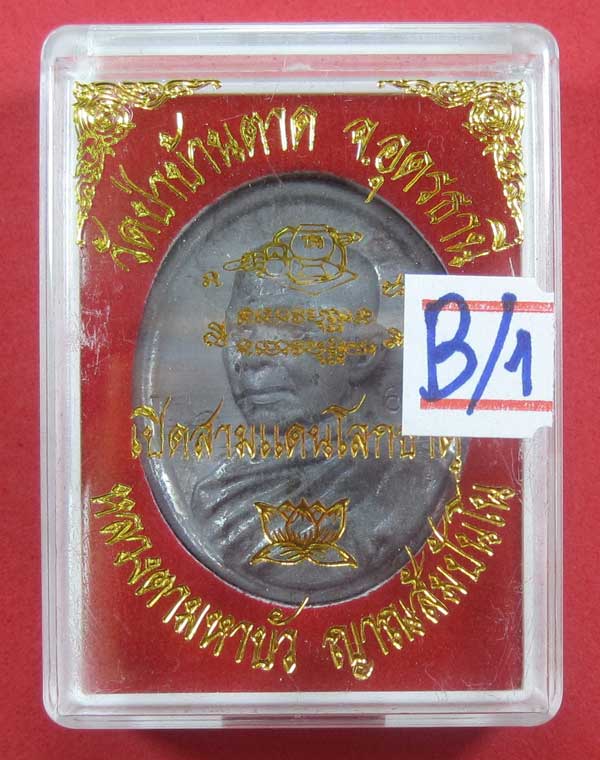 วัดป่าบ้านตาด จ.อุดรธานี
B/1
เปิดสามแดนโลกธาตุ
หลวงตามหาบัว ญาณสัมปันโน